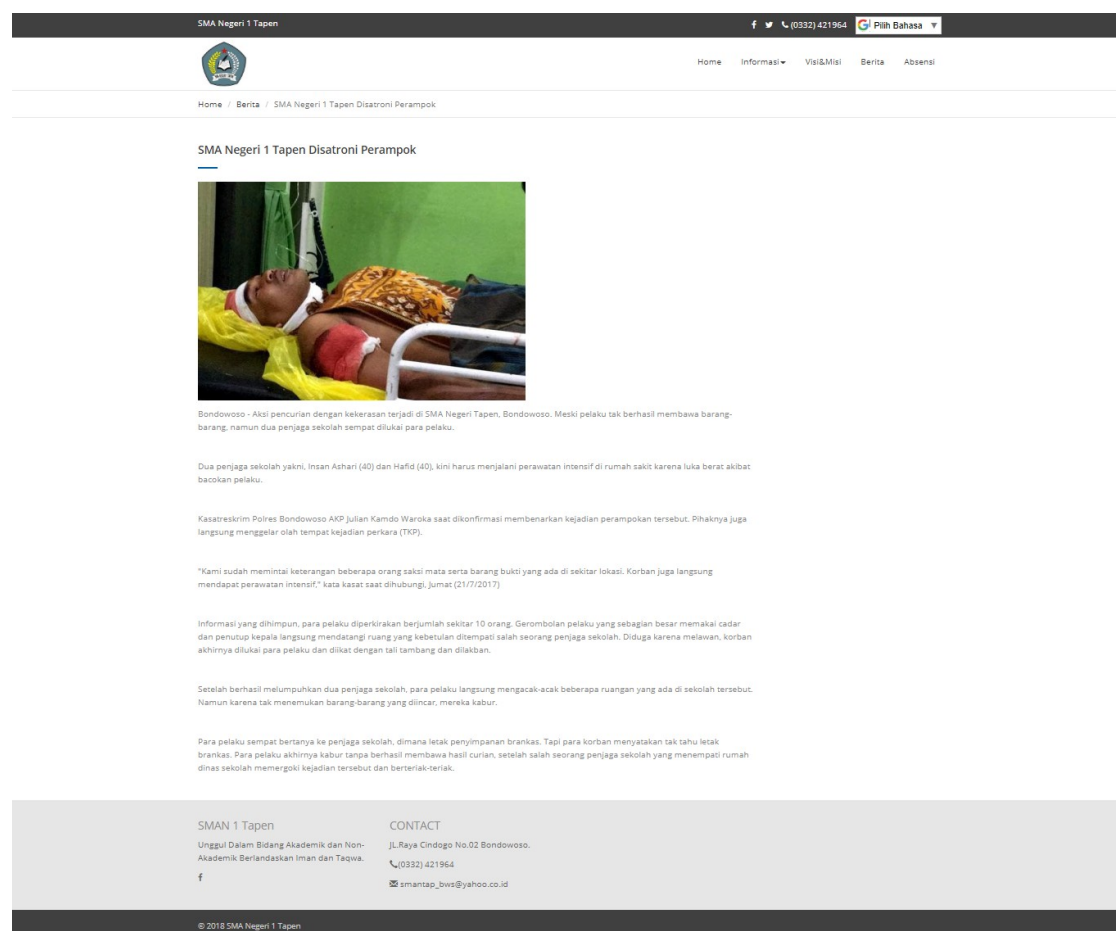 SMA Negeri 1 Tapen
(0332) 421964
Pilih Bahasa
Home Informasi Visi&Misi Berita Absensi
Home / Berita / SMA Negeri 1 Tapen Disatroni Perampok
SMA Negeri 1 Tapen Disatroni Perampok
Bondowoso - Aksi pencurian dengan kekerasan terjadi di SMA Negeri Tapen, Bondowoso. Meski pelaku tak berhasil membawa barang-
barang, namun dua penjaga sekolah sempat dilukai para pelaku.
Dua penjaga sekolah yakni, Insan Ashari (40) dan Hafid (40), kini harus menjalani perawatan intensif di rumah sakit karena luka berat akibat
bacokan pelaku.
Kasatreskrim Polres Bondowoso AKP Julian Kamdo Waroka saat dikonfirmasi membenarkan kejadian perampokan tersebut. Pihaknya juga
langsung menggelar olah tempat kejadian perkara (TKP).
"Kami sudah memintai keterangan beberapa orang saksi mata serta barang bukti yang ada di sekitar lokasi. Korban juga langsung
mendapat perawatan intensif," kata kasat saat dihubungi, Jumat (21/7/2017)
Informasi yang dihimpun, para pelaku diperkirakan berjumlah sekitar 10 orang. Gerombolan pelaku yang sebagian besar memakai cadar
dan penutup kepala langsung mendatangi ruang yang kebetulan ditempati salah seorang penjaga sekolah. Diduga karena melawan, korban
akhirnya dilukai para pelaku dan diikat dengan tali tambang dan dilakban.
Setelah berhasil melumpuhkan dua penjaga sekolah, para pelaku langsung mengacak-acak beberapa ruangan yang ada di sekolah tersebut.
Namun karena tak menemukan barang-barang yang diincar, mereka kabur.
Para pelaku sempat bertanya ke penjaga sekolah, dimana letak penyimpanan brankas. Tapi para korban menyatakan tak tahu letak
brankas. Para pelaku akhirnya kabur tanpa berhasil membawa hasil curian, setelah salah seorang penjaga sekolah yang menempati rumah
dinas sekolah memergoki kejadian tersebut dan berteriak-teriak.
SMAN 1 Tapen
Unggul Dalam Bidang Akademik dan Non-
Akademik Berlandaskan Iman dan Taqwa.
CONTACT
JL.Raya Cindogo No.02 Bondowoso.
(0332) 421964
smantap_bws@yahoo.co.id
© 2018 SMA Negeri 1 Tapen